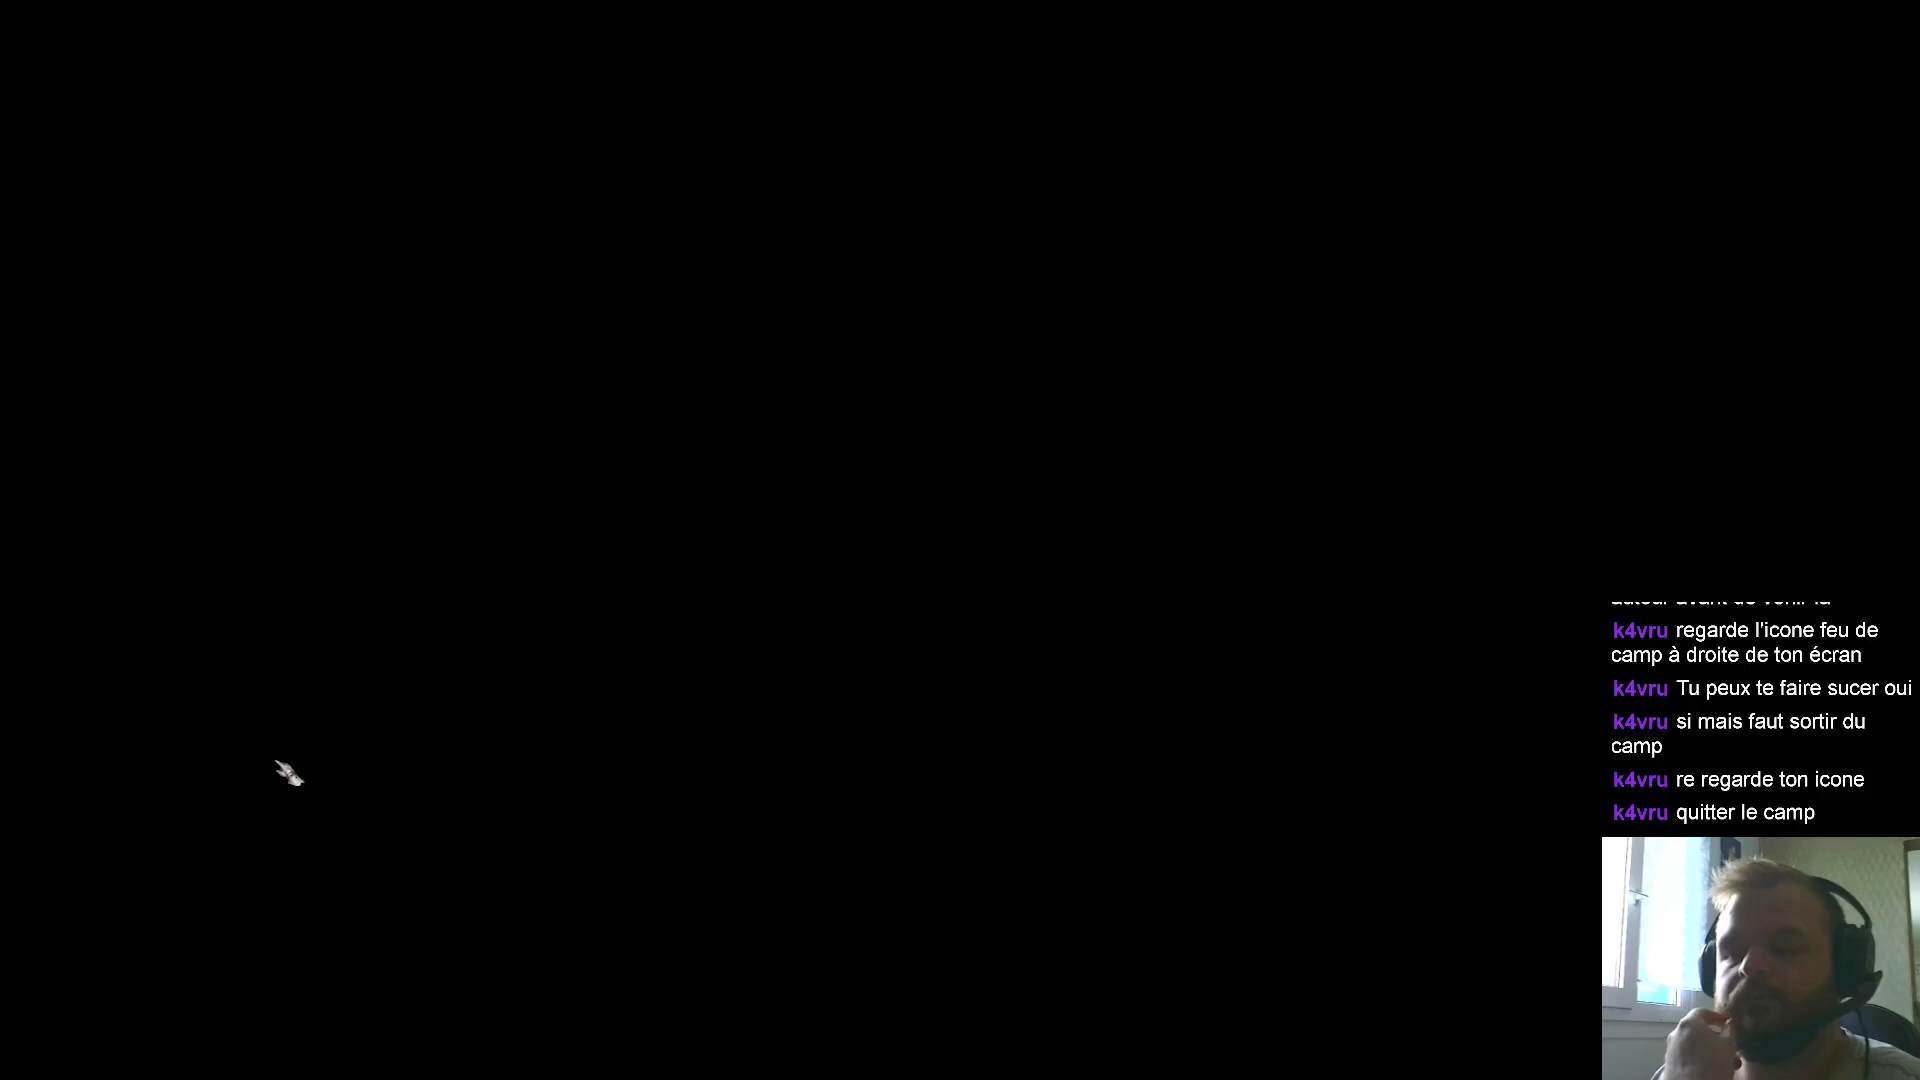 k4vru regarde l'icone feu de
camp à droite de ton écran
k4vru Tu peux te faire sucer oui
k4vru si mais faut sortir du
camp
k4vru re regarde ton icone
k4vru quitter le camp